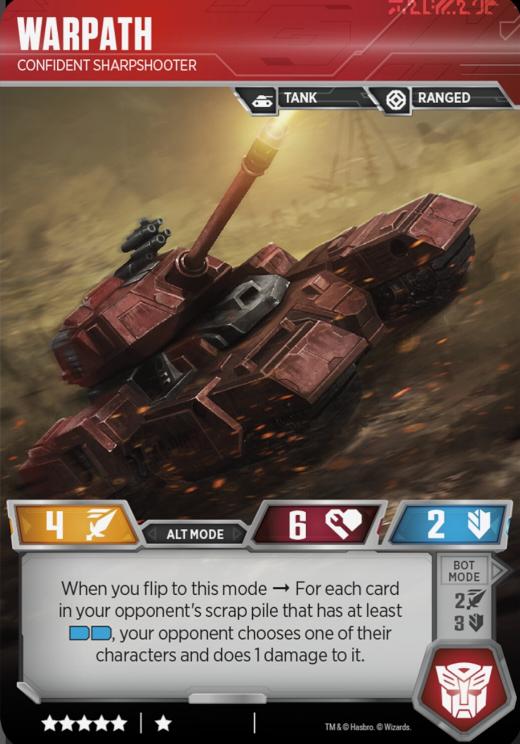 WARPATH
CONFIDENT SHARPSHOOTER
TANK
RANGED
4
ALT MODE
6
2
BOT
MODE
2
3
When you flip to this mode → For each card
in your opponent's scrap pile that has at least
, your opponent chooses one of their
characters and does 1 damage to it.
TM & © Hasbro. © Wizards.